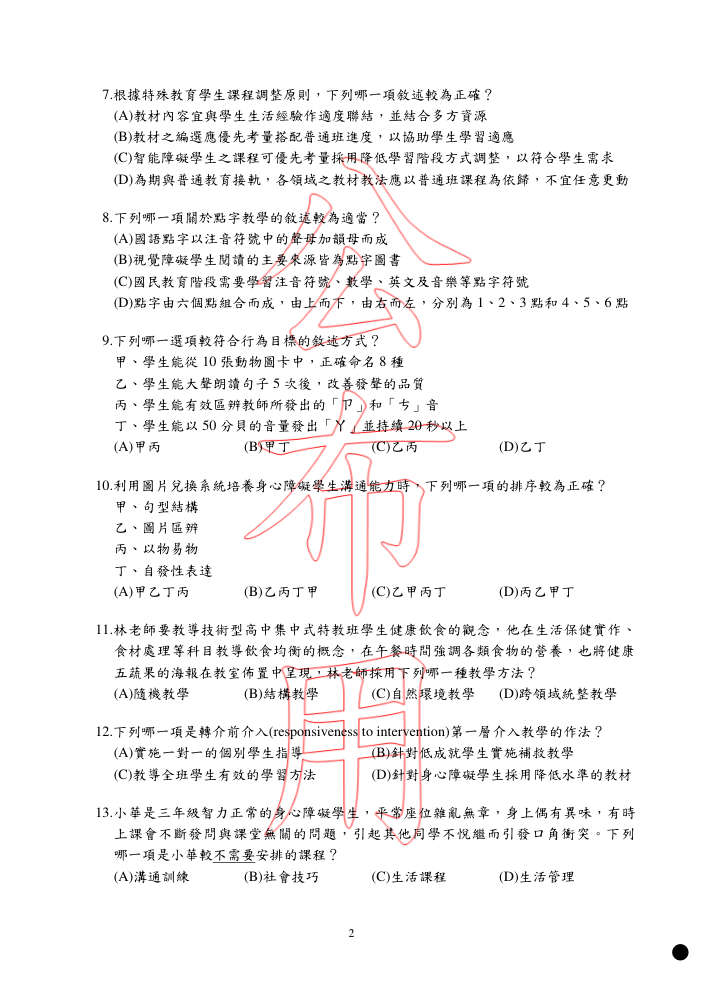 7.根據特殊教育學生課程調整原則，下列哪一項敘述較為正確？
(A)教材內容宜與學生生活經驗作適度聯結，並結合多方資源
(B)教材之編選應優先考量搭配普通班進度，以協助學生學習適應
(C)智能障礙學生之課程可優先考量採用降低學習階段方式調整，以符合學生需求
(D)為期與普通教育接軌，各領域之教材教法應以普通班課程為依歸，不宜任意更動
8.下列哪一項關於點字教學的敘述較為適當？
(A)國語點字以注音符號中的聲母加韻母而成
(B)視覺障礙學生閱讀的主要來源皆為點字圖書
(C)國民教育階段需要學習注音符號、數學、英文及音樂等點字符號
(D)點字由六個點組合而成，由上而下，由右而左，分別為 1、2、3 點和 4、5、6 點
9.下列哪一選項較符合行為目標的敘述方式？
甲、學生能從 10 張動物圖卡中，正確命名 8 種
乙、學生能大聲朗讀句子 5 次後，改善發聲的品質
丙、學生能有效區辨教師所發出的「ㄗ」和「ㄘ」音
丁、學生能以 50 分貝的音量發出「ㄚ」並持續 20 秒以上
(A)甲丙 (B)甲丁 (C)乙丙 (D)乙丁
10.利用圖片兌換系統培養身心障礙學生溝通能力時，下列哪一項的排序較為正確？
甲、句型結構
乙、圖片區辨
丙、以物易物
丁、自發性表達
(A)甲乙丁丙 (B)乙丙丁甲 (C)乙甲丙丁 (D)丙乙甲丁
11.林老師要教導技術型高中集中式特教班學生健康飲食的觀念，他在生活保健實作、
食材處理等科目教導飲食均衡的概念，在午餐時間強調各類食物的營養，也將健康
五蔬果的海報在教室佈置中呈現，林老師採用下列哪一種教學方法？
(A)隨機教學 (B)結構教學 (C)自然環境教學 (D)跨領域統整教學
12.下列哪一項是轉介前介入(responsiveness to intervention)第一層介入教學的作法？
(A)實施一對一的個別學生指導 (B)針對低成就學生實施補救教學
(C)教導全班學生有效的學習方法 (D)針對身心障礙學生採用降低水準的教材
13.小華是三年級智力正常的身心障礙學生，平常座位雜亂無章，身上偶有異味，有時
上課會不斷發問與課堂無關的問題，引起其他同學不悅繼而引發口角衝突。下列
哪一項是小華較不需要安排的課程？
(A)溝通訓練 (B)社會技巧 (C)生活課程 (D)生活管理
2
公布用